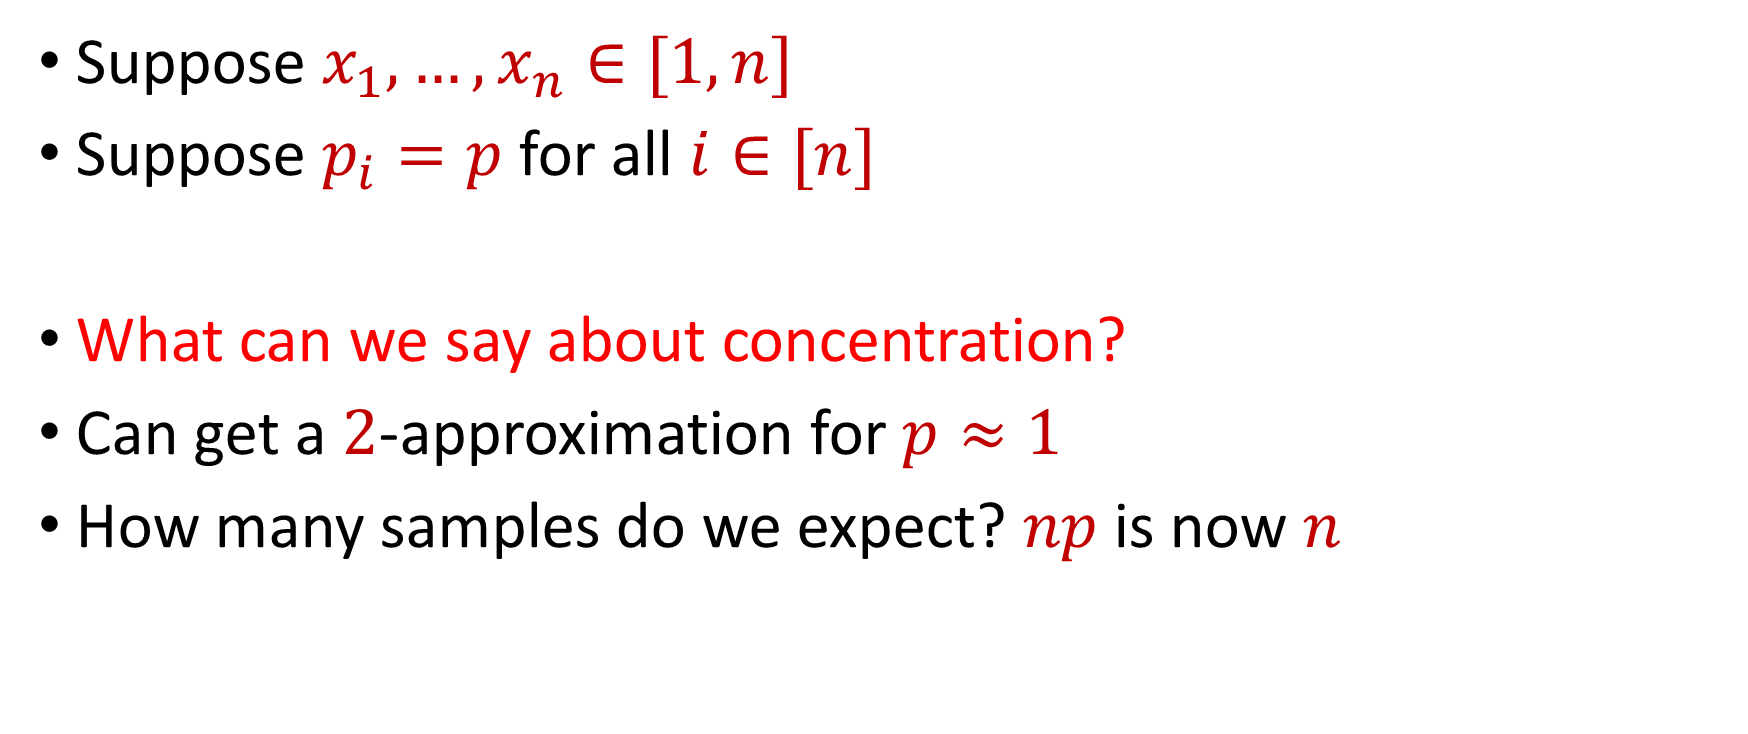 • Suppose x₁, … , xₙ ∈ [1, n]
• Suppose pᵢ = p for all i ∈ [n]
• What can we say about concentration?
• Can get a 2-approximation for p ≈ 1
• How many samples do we expect? np is now n